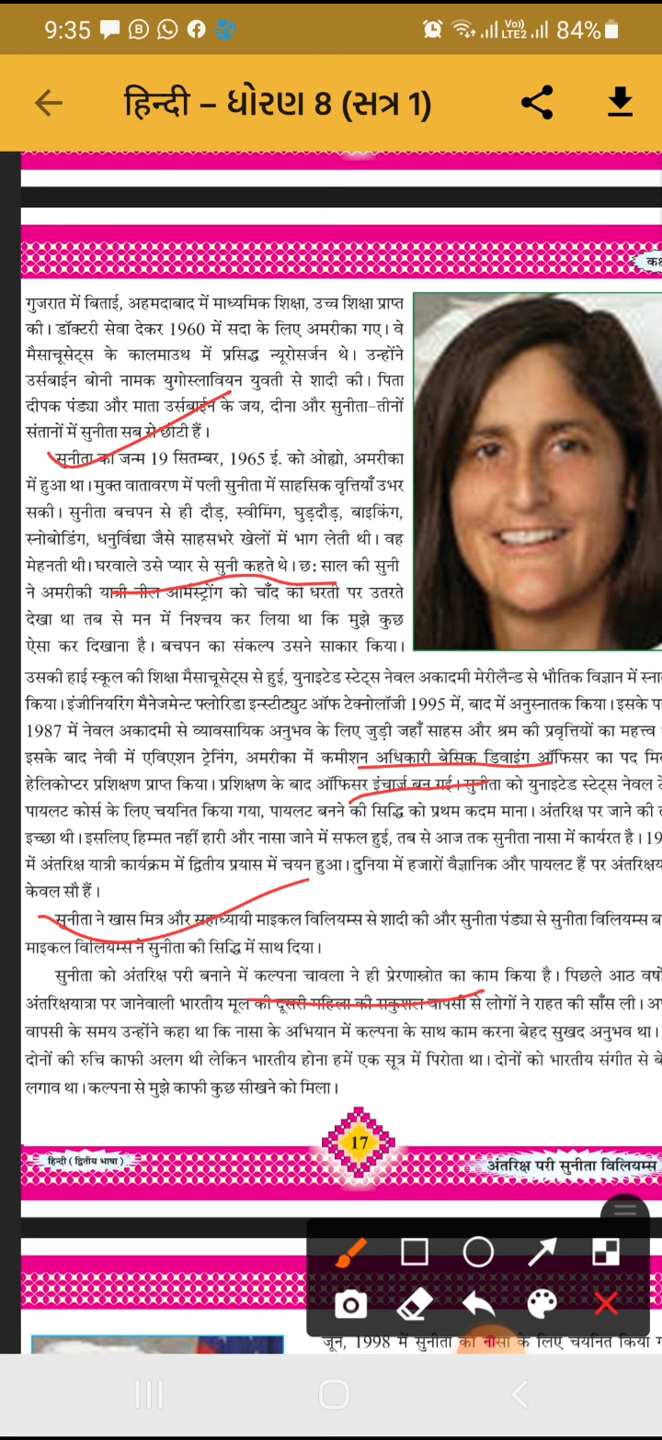 9:35
Vo))
LTE2
84%
हिन्दी – ધોરણ 8 (સત્ર 1)
गुजरात में बिताई, अहमदाबाद में माध्यमिक शिक्षा, उच्च शिक्षा प्राप्त
की। डॉक्टरी सेवा देकर 1960 में सदा के लिए अमरीका गए। वे
मैसाचूसेट्स के कालमाउथ में प्रसिद्ध न्यूरोसर्जन थे। उन्होंने
उर्सबाईन बोनी नामक युगोस्लावियन युवती से शादी की। पिता
दीपक पंड्या और माता उर्सबाईन के जय, दीना और सुनीता-तीनों
संतानों में सुनीता सब से छोटी हैं।
सुनीता का जन्म 19 सितम्बर, 1965 ई. को ओह्यो, अमरीका
में हुआ था। मुक्त वातावरण में पली सुनीता में साहसिक वृत्तियाँ उभर
सकी। सुनीता बचपन से ही दौड़, स्वीमिंग, घुड़दौड़, बाइकिंग,
स्नोबोडिंग, धनुर्विद्या जैसे साहसभरे खेलों में भाग लेती थी। वह
मेहनती थी। घरवाले उसे प्यार से सुनी कहते थे। छः साल की सुनी
ने अमरीकी यात्री नील आर्मस्ट्रोंग को चाँद की धरती पर उतरते
देखा था तब से मन में निश्चय कर लिया था कि मुझे कुछ
ऐसा कर दिखाना है। बचपन का संकल्प उसने साकार किया।
उसकी हाई स्कूल की शिक्षा मैसाचूसेट्स से हुई, युनाइटेड स्टेट्स नेवल अकादमी मेरीलैन्ड से भौतिक विज्ञान में स्ना
किया। इंजीनियरिंग मैनेजमेन्ट फ्लोरिडा इन्स्टीट्युट ऑफ टेक्नोलॉजी 1995 में, बाद में अनुस्नातक किया। इसके प
1987 में नेवल अकादमी से व्यावसायिक अनुभव के लिए जुड़ी जहाँ साहस और श्रम की प्रवृत्तियों का महत्त्व
इसके बाद नेवी में एविएशन ट्रेनिंग, अमरीका में कमीशन अधिकारी बेसिक डिवाइंग ऑफिसर का पद मि
हेलिकोप्टर प्रशिक्षण प्राप्त किया। प्रशिक्षण के बाद ऑफिसर इंचार्ज बन गई। सुनीता को युनाइटेड स्टेट्स नेवल टे
पायलट कोर्स के लिए चयनित किया गया, पायलट बनने की सिद्धि को प्रथम कदम माना। अंतरिक्ष पर जाने की
इच्छा थी। इसलिए हिम्मत नहीं हारी और नासा जाने में सफल हुई, तब से आज तक सुनीता नासा में कार्यरत है। 19
में अंतरिक्ष यात्री कार्यक्रम में द्वितीय प्रयास में चयन हुआ। दुनिया में हजारों वैज्ञानिक और पायलट हैं पर अंतरिक्षय
केवल सौ हैं।
सुनीता ने खास मित्र और सहाध्यायी माइकल विलियम्स से शादी की और सुनीता पंड्या से सुनीता विलियम्स ब
माइकल विलियम्स ने सुनीता की सिद्धि में साथ दिया।
सुनीता को अंतरिक्ष परी बनाने में कल्पना चावला ने ही प्रेरणास्रोत का काम किया है। पिछले आठ वर्षों
अंतरिक्षयात्रा पर जानेवाली भारतीय मूल की दूसरी महिला की सकुशल वापसी से लोगों ने राहत की साँस ली। अ
वापसी के समय उन्होंने कहा था कि नासा के अभियान में कल्पना के साथ काम करना बेहद सुखद अनुभव था।
दोनों की रुचि काफी अलग थी लेकिन भारतीय होना हमें एक सूत्र में पिरोता था। दोनों को भारतीय संगीत से बे
लगाव था। कल्पना से मुझे काफी कुछ सीखने को मिला।
17
हिन्दी (द्वितीय भाषा)
अंतरिक्ष परी सुनीता विलियम्स
जून, 1998 में सुनीता को नासा के लिए चयनित किया